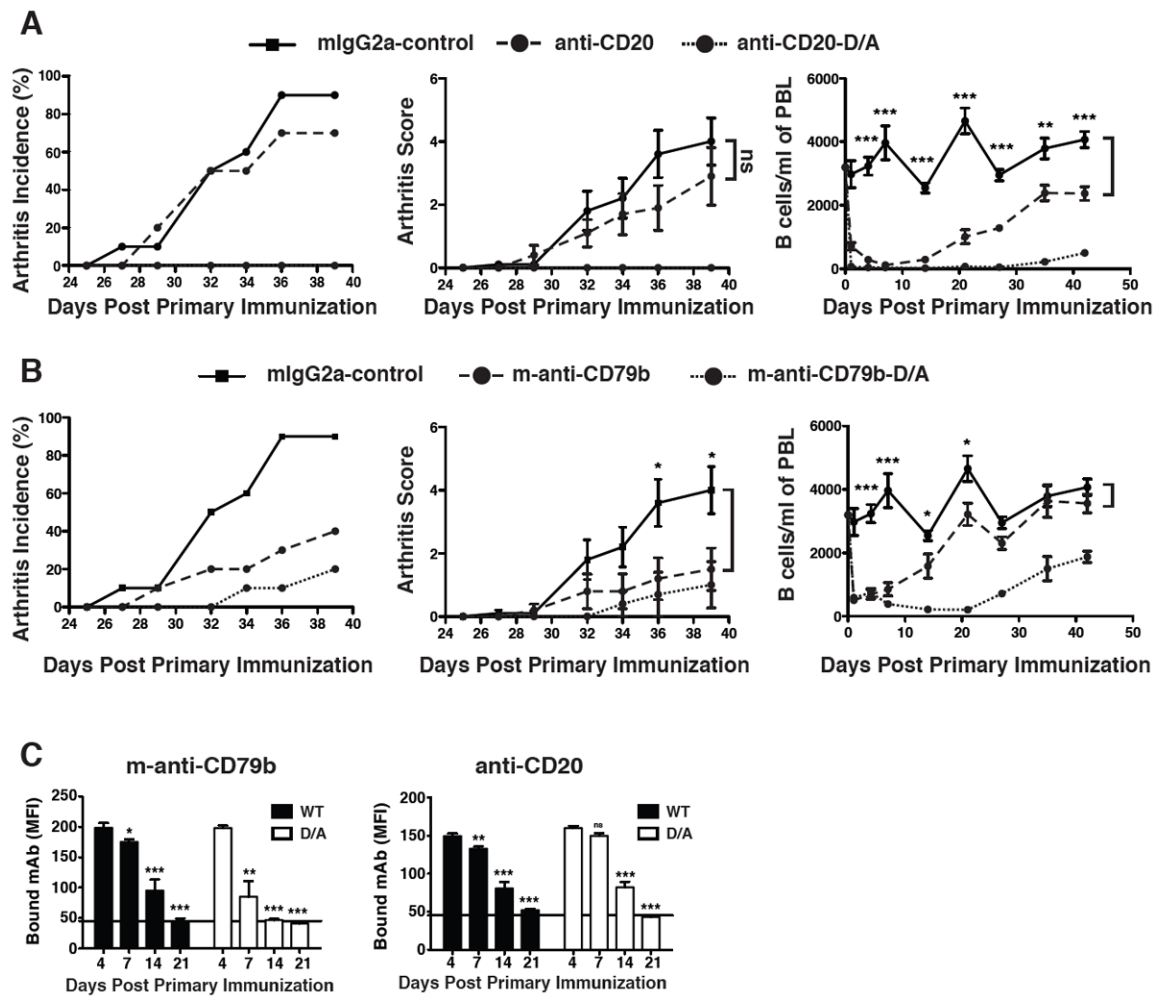 A
mIgG2a-control anti-CD20 anti-CD20-D/A
Arthritis Incidence (%)
100
80
60
40
20
0
24 26 28 30 32 34 36 38 40
Days Post Primary Immunization
Arthritis Score
6
4
2
0
ns
24 26 28 30 32 34 36 38 40
Days Post Primary Immunization
B cells/ml of PBL
6000
4000
2000
0
*** *** *** *** *** ** ***
0 10 20 30 40 50
Days Post Primary Immunization
B
mIgG2a-control m-anti-CD79b m-anti-CD79b-D/A
Arthritis Incidence (%)
100
80
60
40
20
0
24 26 28 30 32 34 36 38 40
Days Post Primary Immunization
Arthritis Score
6
4
2
0
* *
24 26 28 30 32 34 36 38 40
Days Post Primary Immunization
B cells/ml of PBL
6000
4000
2000
0
*** *** * *
0 10 20 30 40 50
Days Post Primary Immunization
C
m-anti-CD79b
Bound mAb (MFI)
250
200
150
100
50
0
WT
D/A
* *** *** ** *** ***
4 7 14 21 4 7 14 21
Days Post Primary Immunization
anti-CD20
Bound mAb (MFI)
200
150
100
50
0
WT
D/A
** *** *** ns *** ***
4 7 14 21 4 7 14 21
Days Post Primary Immunization